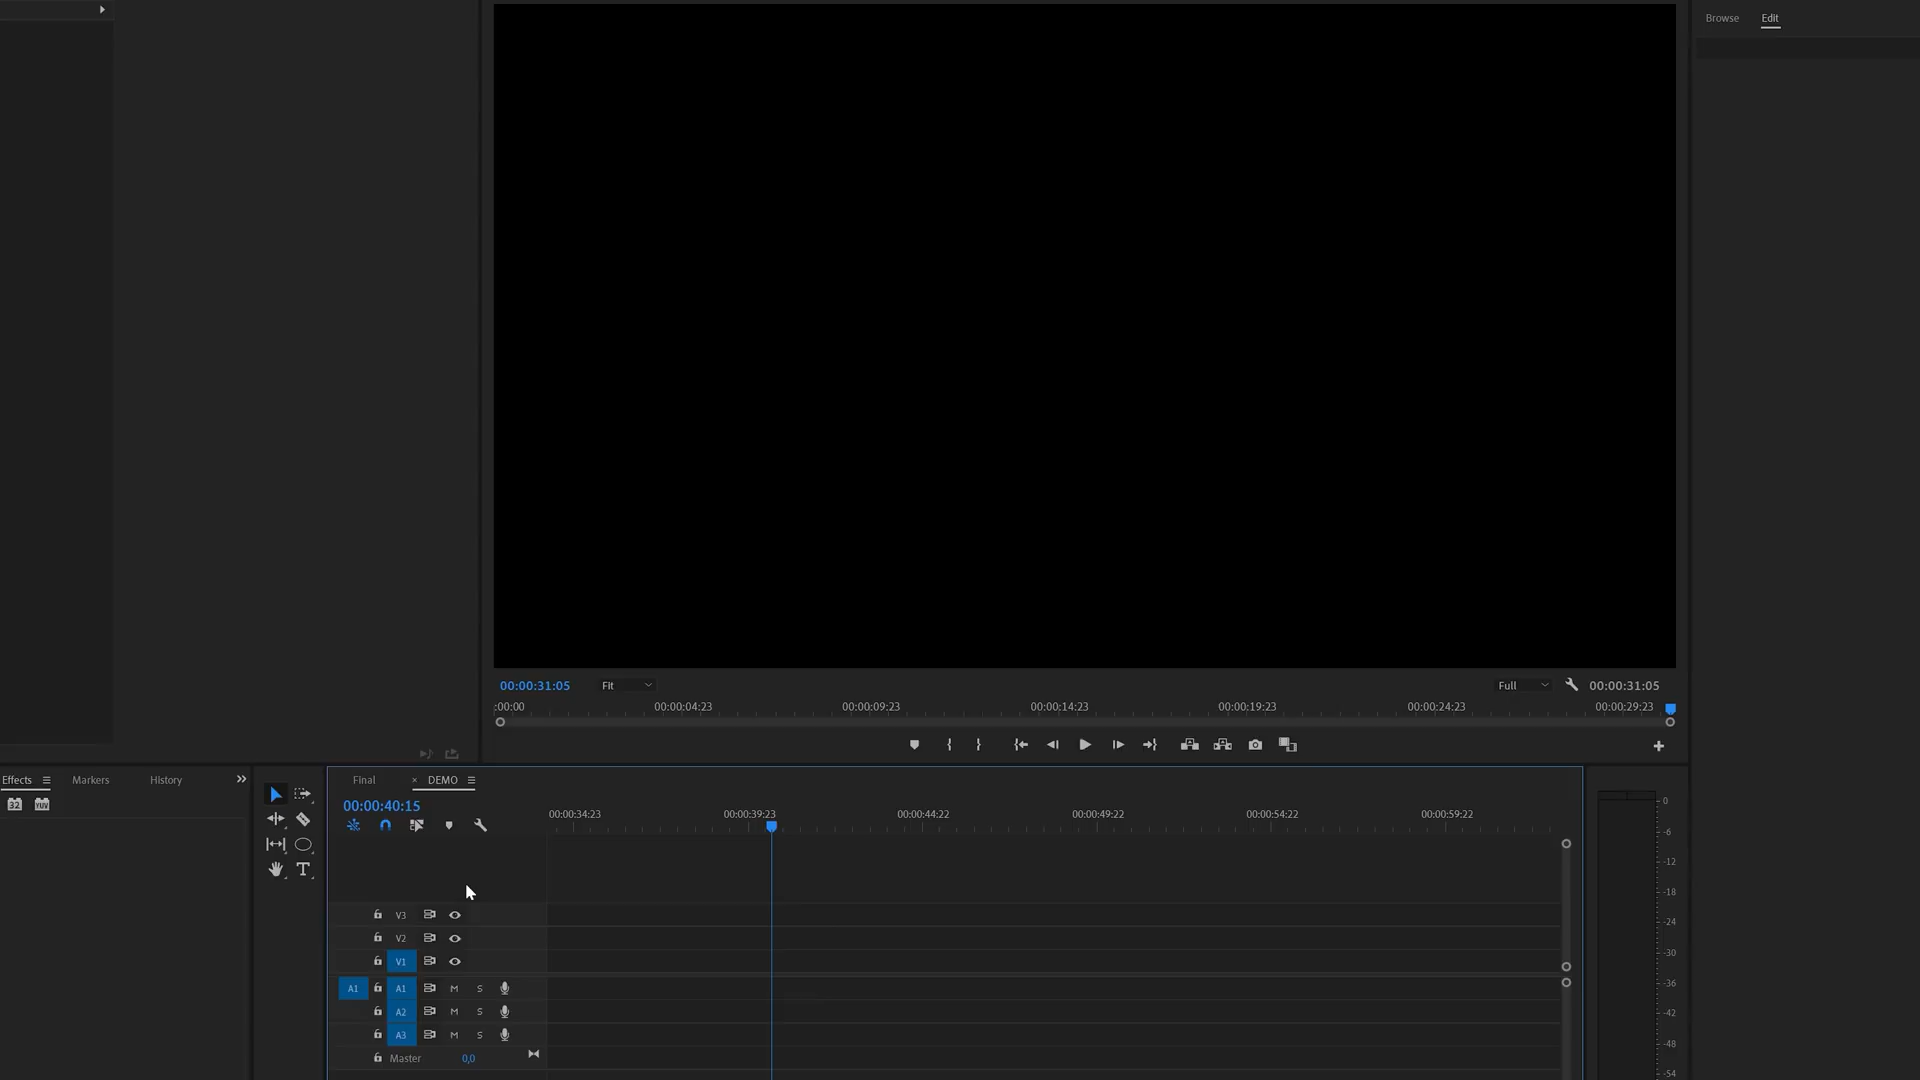 Browse Edit
00:00:31:05 Fit Full 00:00:31:05
:00:00 00:00:04:23 00:00:09:23 00:00:14:23 00:00:19:23 00:00:24:23 00:00:29:23
Effects Markers History
Final × DEMO
32 YUV
00:00:40:15
00:00:34:23 00:00:39:23 00:00:44:22 00:00:49:22 00:00:54:22 00:00:59:22
V3
V2
V1
A1 A1 M S
A2 M S
A3 M S
Master 0,0
0
-6
-12
-18
-24
-30
-36
-42
-48
-54